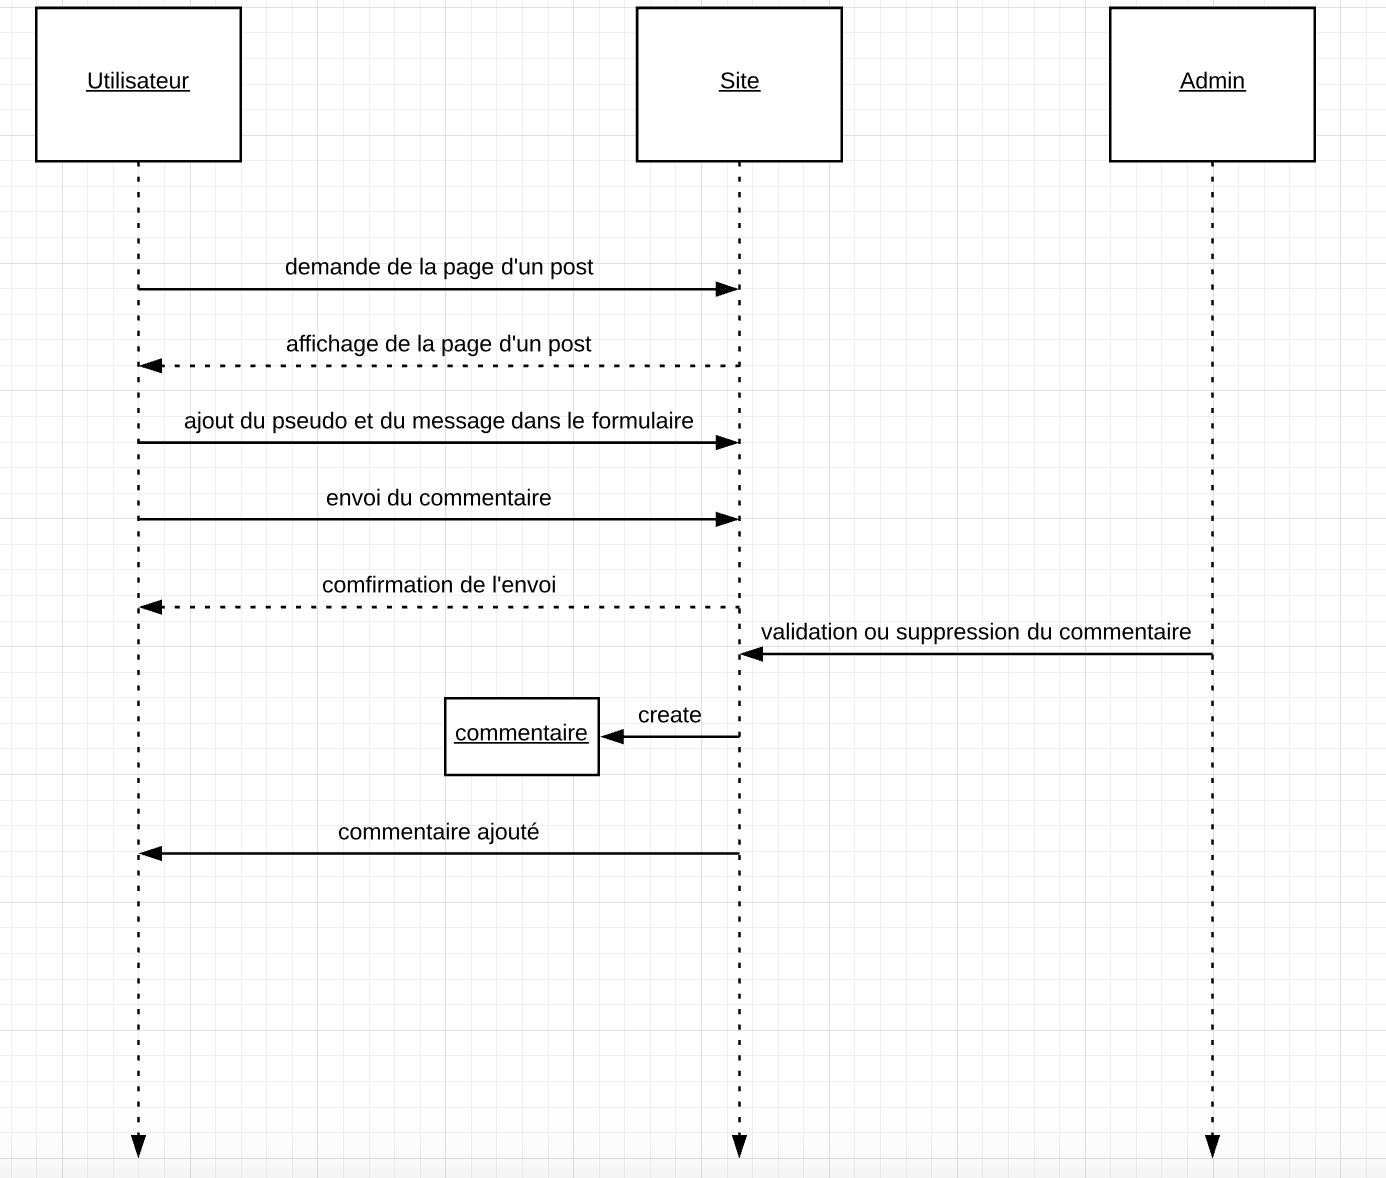 Utilisateur
Site
Admin
demande de la page d'un post
affichage de la page d'un post
ajout du pseudo et du message dans le formulaire
envoi du commentaire
comfirmation de l'envoi
validation ou suppression du commentaire
create
commentaire
commentaire ajouté